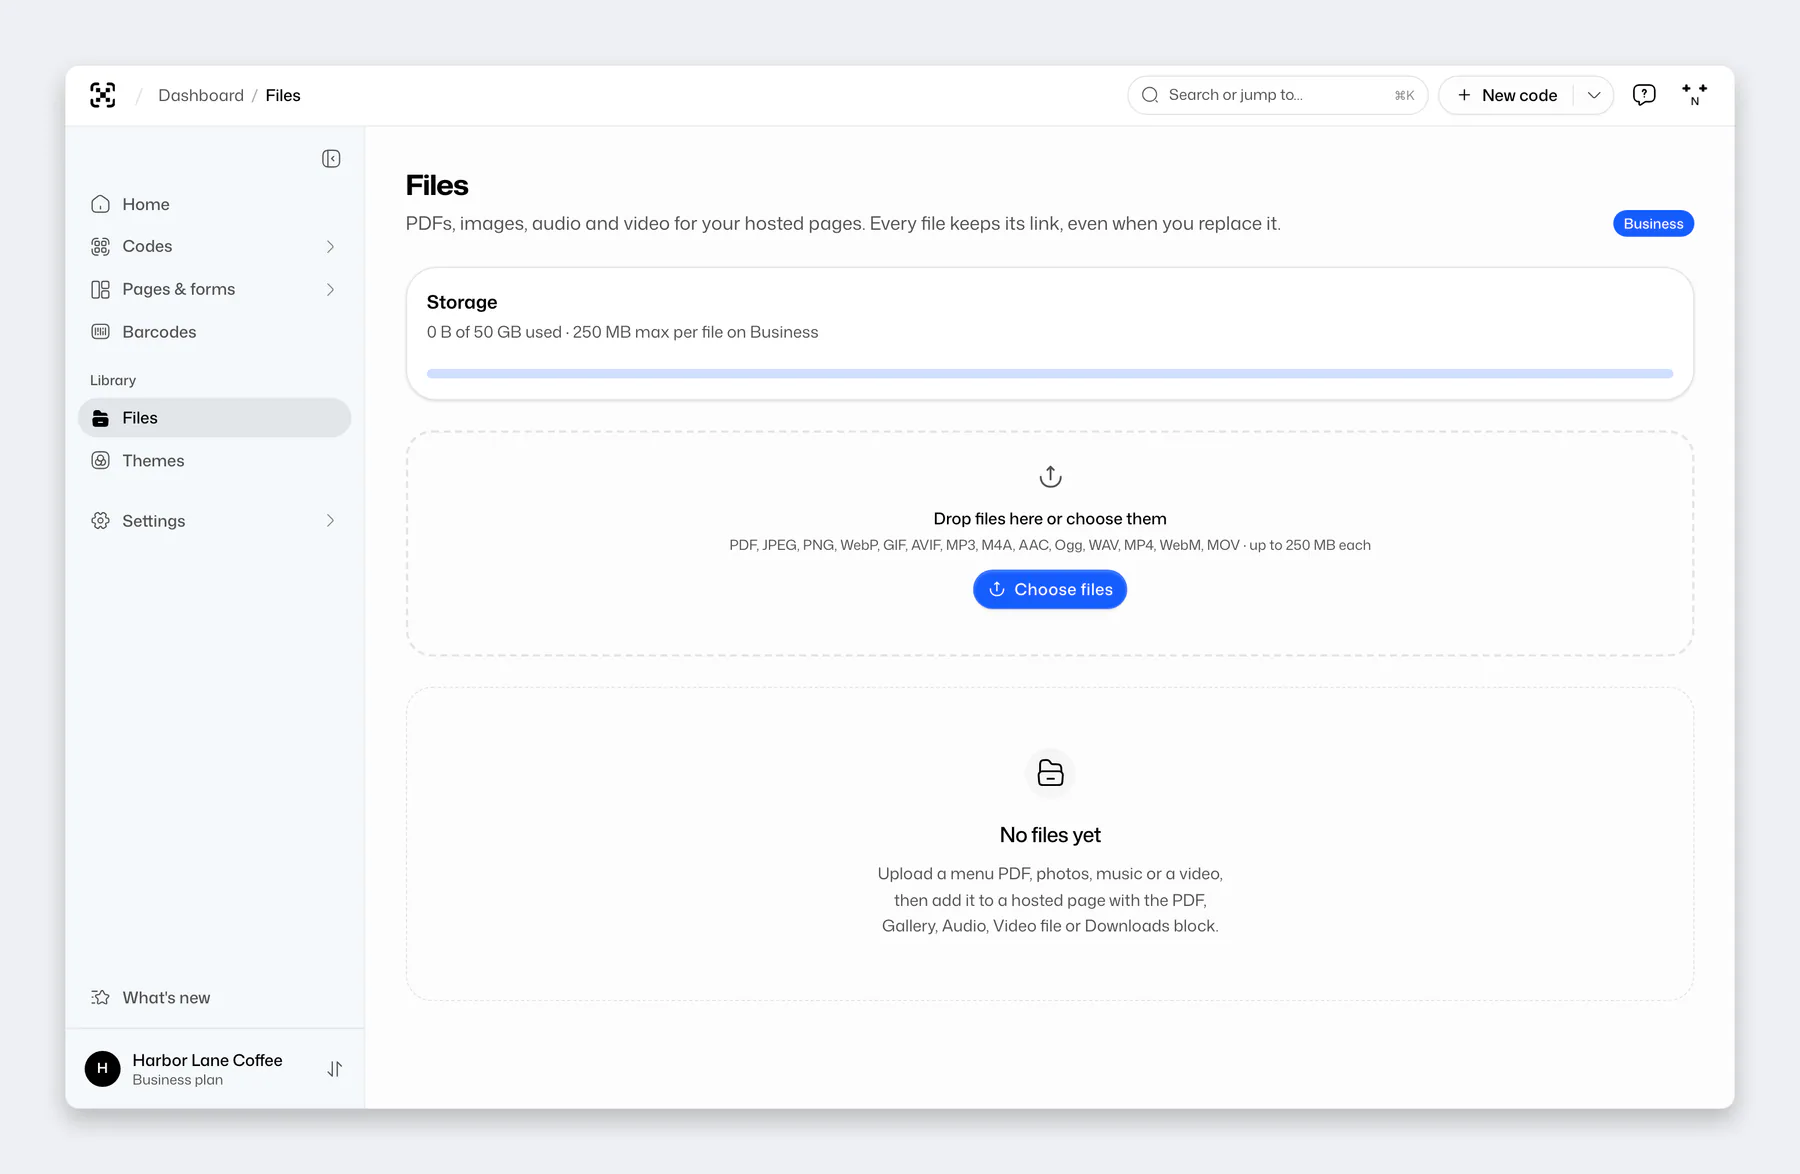 Dashboard / Files
Search or jump to... ⌘K
+ New code
N
Home
Codes
Pages & forms
Barcodes
Library
Files
Themes
Settings
What's new
H
Harbor Lane Coffee
Business plan
Files
PDFs, images, audio and video for your hosted pages. Every file keeps its link, even when you replace it.
Business
Storage
0 B of 50 GB used · 250 MB max per file on Business
Drop files here or choose them
PDF, JPEG, PNG, WebP, GIF, AVIF, MP3, M4A, AAC, Ogg, WAV, MP4, WebM, MOV · up to 250 MB each
Choose files
No files yet
Upload a menu PDF, photos, music or a video,
then add it to a hosted page with the PDF,
Gallery, Audio, Video file or Downloads block.